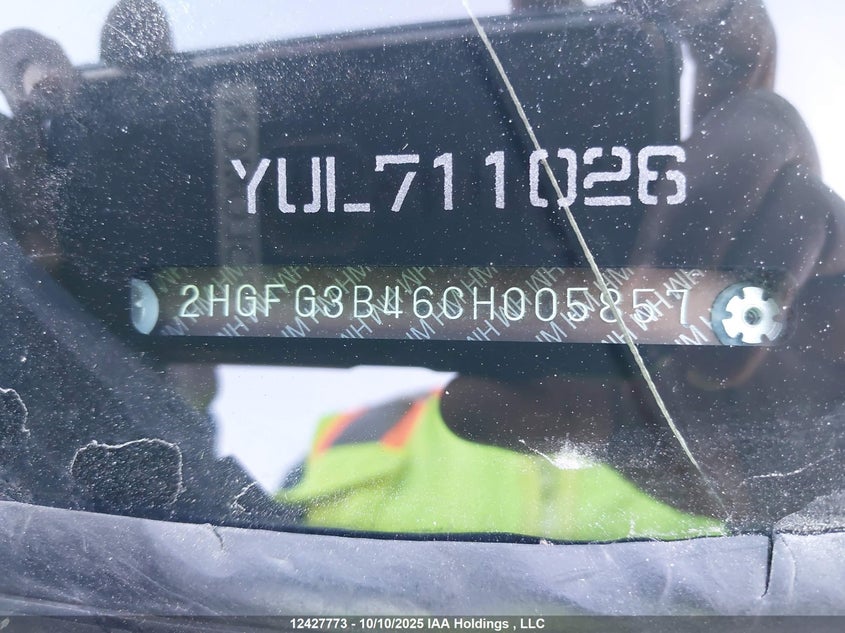 YUL711026
2HGFG3B46CH005857
12427773 - 10/10/2025 IAA Holdings , LLC